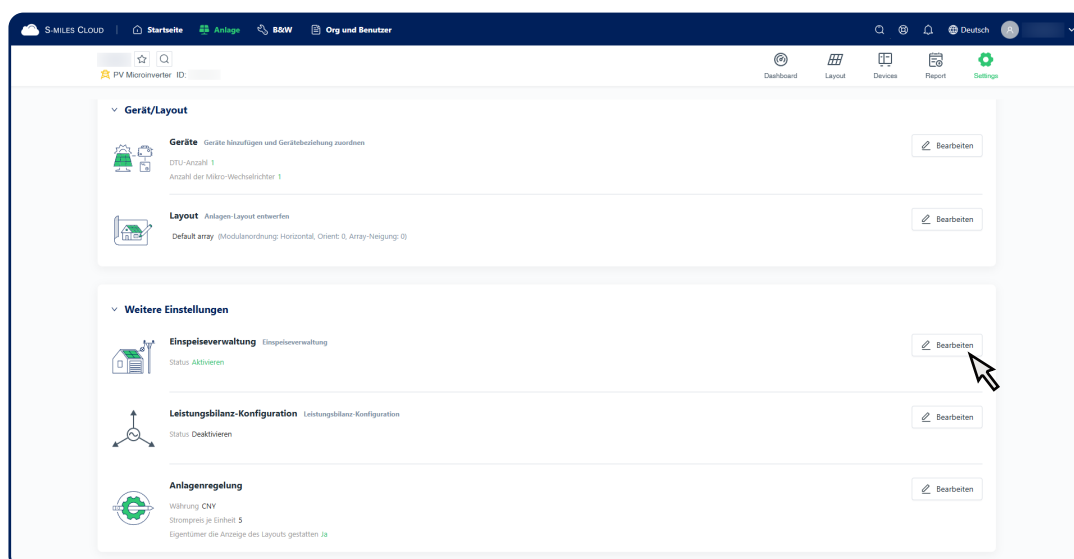 S-MILES CLOUD Startseite Anlage B&W Org und Benutzer Deutsch
PV Microinverter ID:
Dashboard Layout Devices Report Settings
Gerät/Layout
Geräte Geräte hinzufügen und Gerätebeziehung zuordnen
Bearbeiten
DTU-Anzahl 1
Anzahl der Mikro-Wechselrichter 1
Layout Anlagen-Layout entwerfen
Bearbeiten
Default array (Modulanordnung: Horizontal, Orient: 0, Array-Neigung: 0)
Weitere Einstellungen
Einspeiseverwaltung Einspeiseverwaltung
Bearbeiten
Status Aktivieren
Leistungsbilanz-Konfiguration Leistungsbilanz-Konfiguration
Bearbeiten
Status Deaktivieren
Anlagenregelung
Bearbeiten
Währung CNY
Strompreis je Einheit 5
Eigentümer die Anzeige des Layouts gestatten Ja